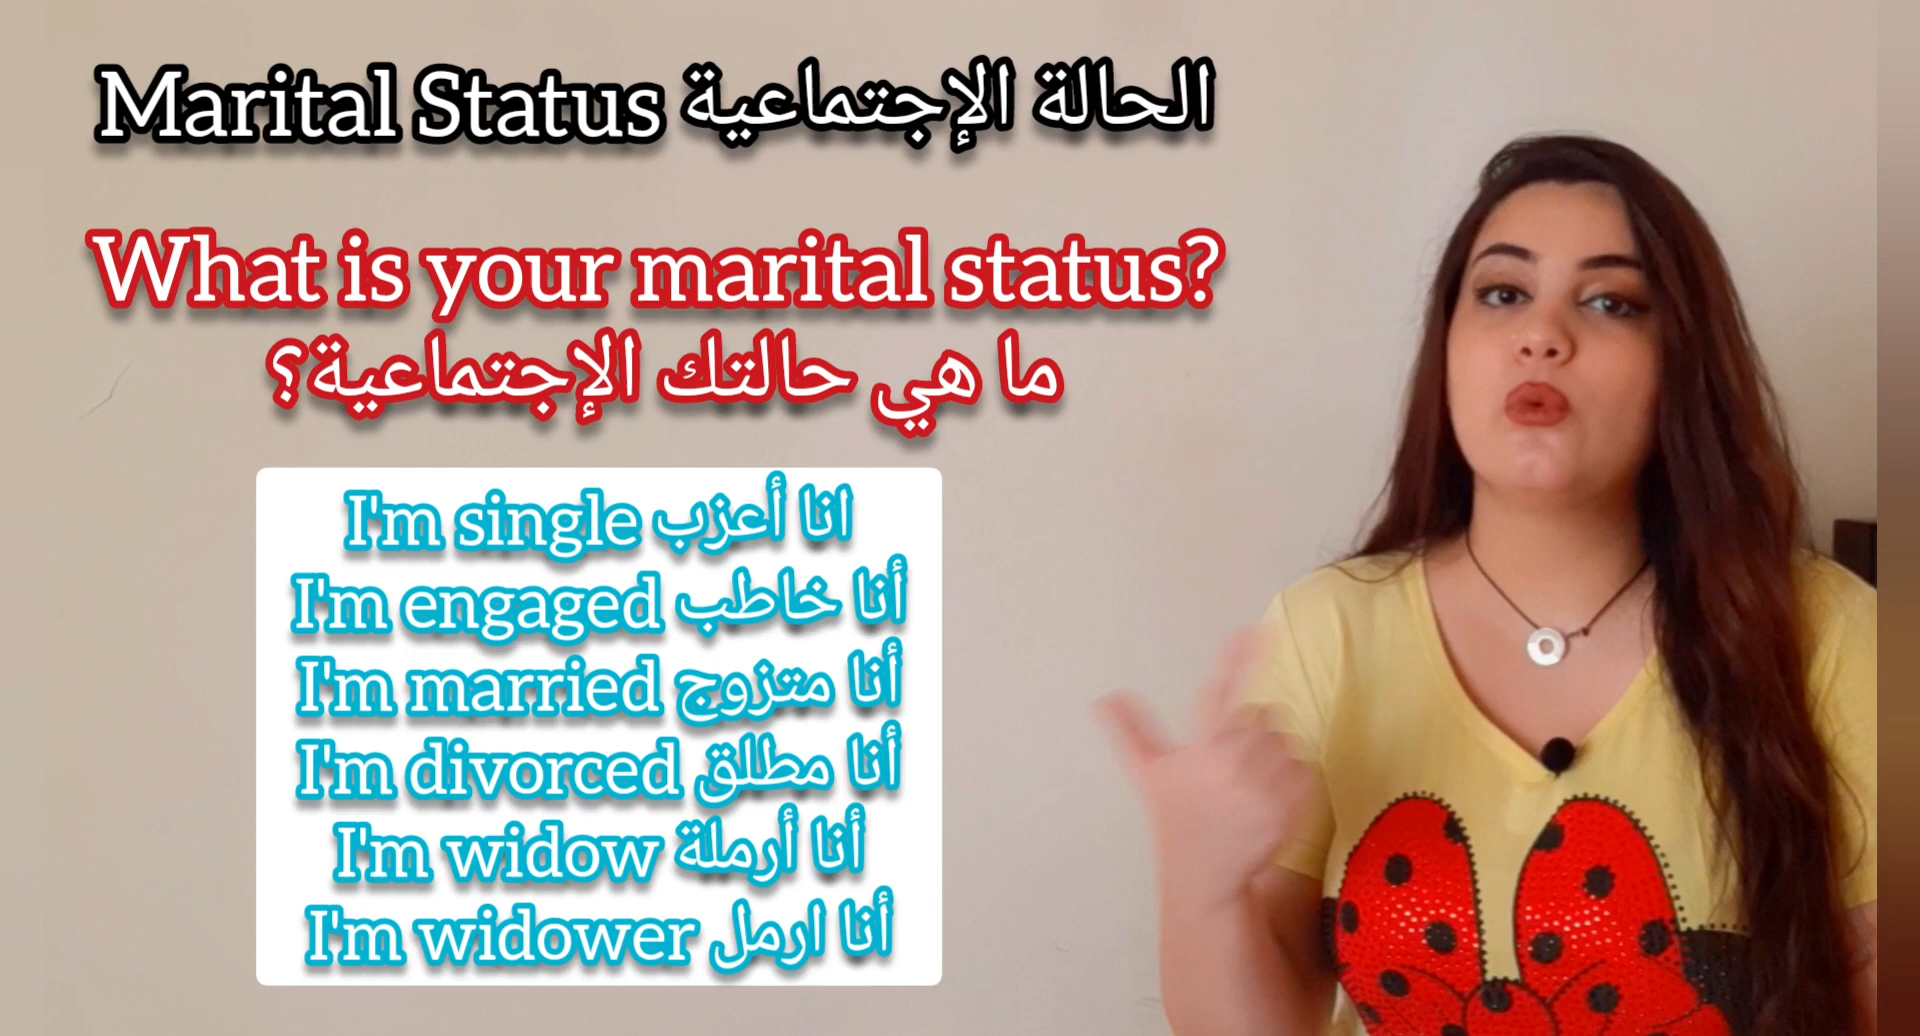 Marital Status الحالة الإجتماعية
What is your marital status?
ما هي حالتك الإجتماعية؟
I'm single انا أعزب
I'm engaged أنا خاطب
I'm married أنا متزوج
I'm divorced أنا مطلق
I'm widow أنا أرملة
I'm widower أنا ارمل